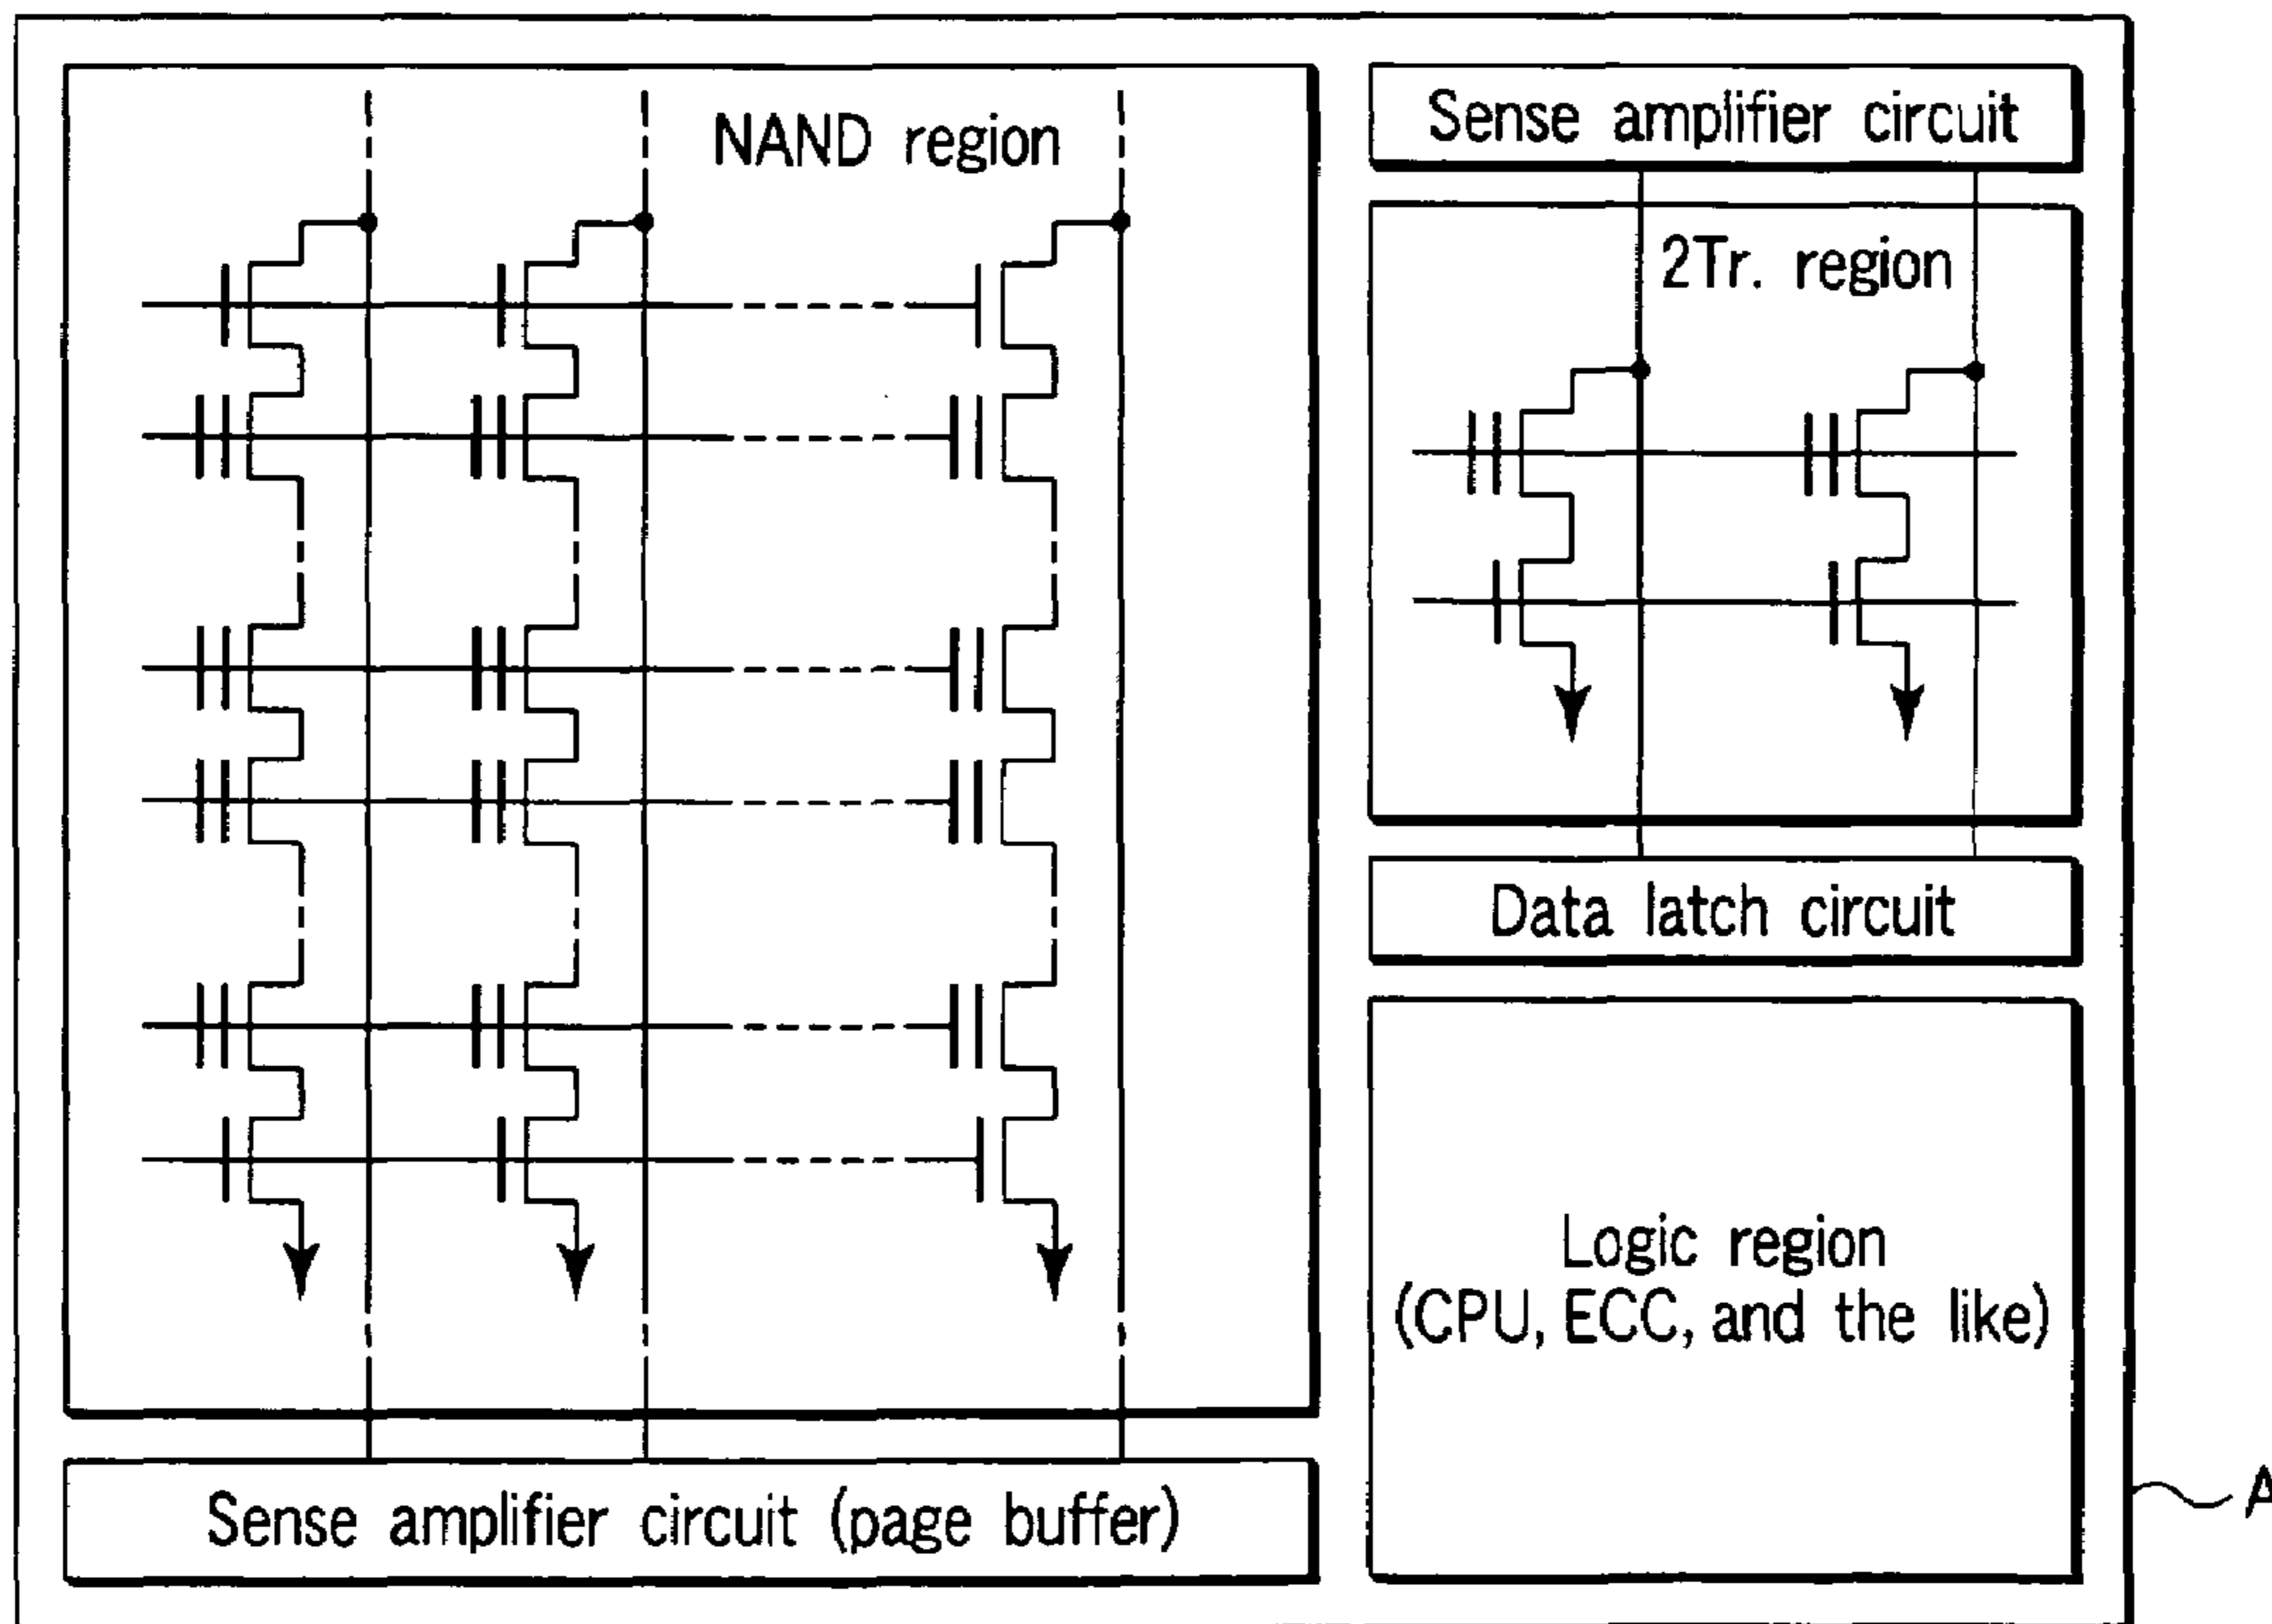 NAND region
Sense amplifier circuit (page buffer)
Sense amplifier circuit
2Tr. region
Data latch circuit
Logic region
(CPU, ECC, and the like)
A